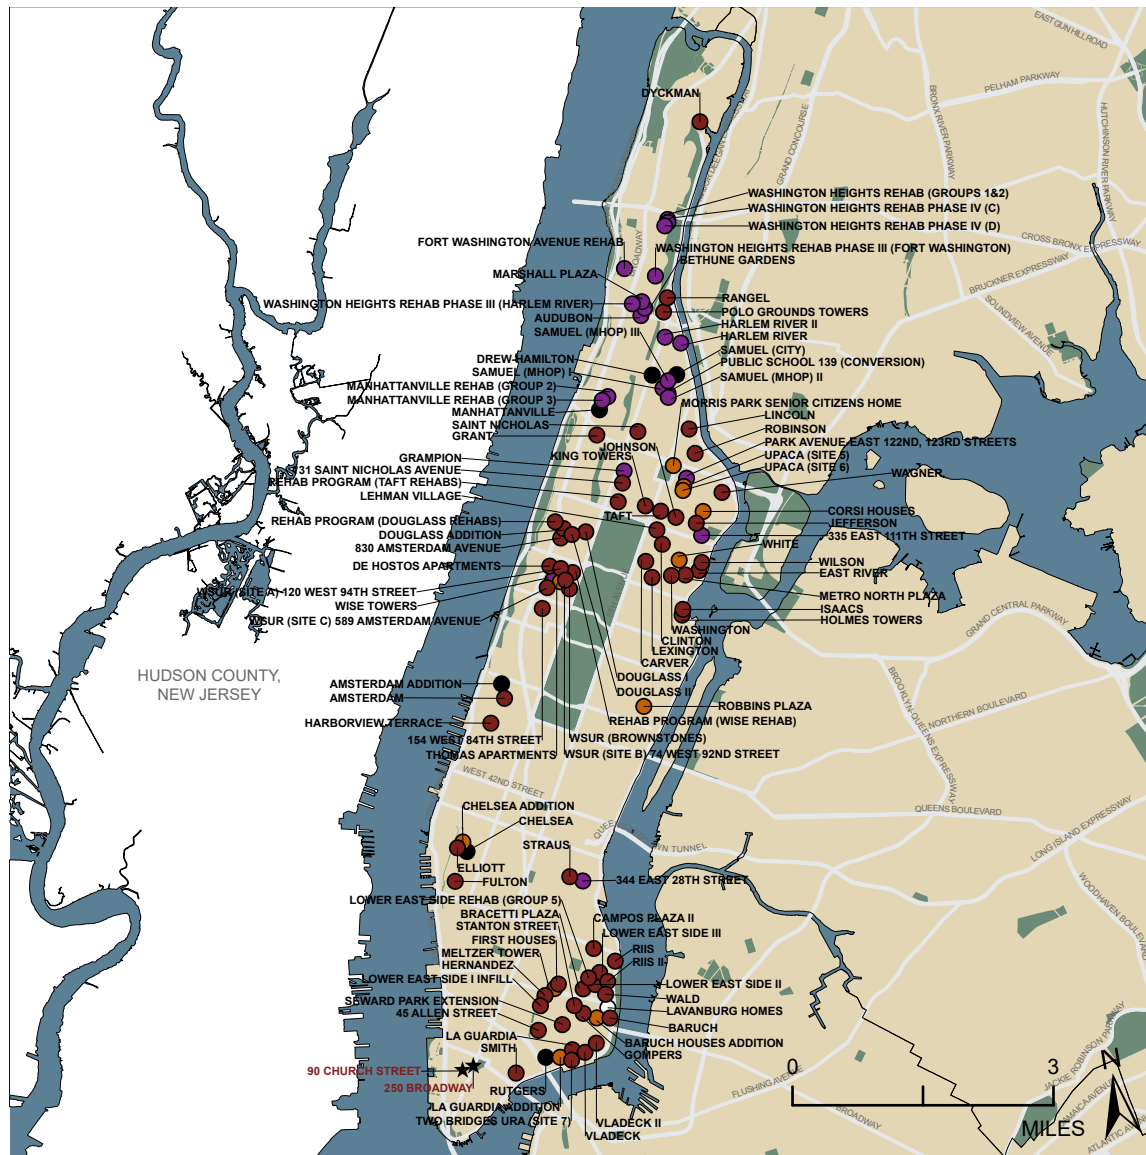 EAST GUN HILL ROAD
PELHAM PARKWAY
DYCKMAN
BRONX RIVER PARKWAY
HUTCHINSON RIVER PARKWAY
GRAND CONCOURSE
WASHINGTON HEIGHTS REHAB (GROUPS 1&2)
WASHINGTON HEIGHTS REHAB PHASE IV (C)
WASHINGTON HEIGHTS REHAB PHASE IV (D)
FORT WASHINGTON AVENUE REHAB
BROADWAY
WASHINGTON HEIGHTS REHAB PHASE III (FORT WASHINGTON)
CROSS BRONX EXPRESSWAY
BETHUNE GARDENS
BRUCKNER EXPRESSWAY
MARSHALL PLAZA
SOUNDVIEW AVENUE
RANGEL
WASHINGTON HEIGHTS REHAB PHASE III (HARLEM RIVER)
POLO GROUNDS TOWERS
AUDUBON
HARLEM RIVER II
SAMUEL (MHOP) III
HARLEM RIVER
DREW-HAMILTON
SAMUEL (CITY)
SAMUEL (MHOP) I
PUBLIC SCHOOL 139 (CONVERSION)
MANHATTANVILLE REHAB (GROUP 2)
SAMUEL (MHOP) II
MANHATTANVILLE REHAB (GROUP 3)
MORRIS PARK SENIOR CITIZENS HOME
MANHATTANVILLE
LINCOLN
SAINT NICHOLAS
ROBINSON
GRANT
JOHNSON
PARK AVENUE EAST 122ND, 123RD STREETS
KING TOWERS
UPACA (SITE 5)
GRAMPION
UPACA (SITE 6)
131 SAINT NICHOLAS AVENUE
WAGNER
REHAB PROGRAM (TAFT REHABS)
LEHMAN VILLAGE
TAFT
CORSI HOUSES
REHAB PROGRAM (DOUGLASS REHABS)
JEFFERSON
DOUGLASS ADDITION
335 EAST 111TH STREET
830 AMSTERDAM AVENUE
WHITE
DE HOSTOS APARTMENTS
WILSON
EAST RIVER
WSUR (SITE A) 120 WEST 94TH STREET
METRO NORTH PLAZA
WISE TOWERS
ISAACS
WSUR (SITE C) 589 AMSTERDAM AVENUE
HOLMES TOWERS
GRAND CENTRAL PARKWAY
WASHINGTON
CLINTON
LEXINGTON
CARVER
HUDSON COUNTY,
NEW JERSEY
DOUGLASS I
AMSTERDAM ADDITION
DOUGLASS II
AMSTERDAM
ROBBINS PLAZA
BROOKLYN-QUEENS EXPRESSWAY
NORTHERN BOULEVARD
HARBORVIEW TERRACE
REHAB PROGRAM (WISE REHAB)
154 WEST 84TH STREET
WSUR (BROWNSTONES)
THOMAS APARTMENTS
WSUR (SITE B) 74 WEST 92ND STREET
WEST 42ND STREET
CHELSEA ADDITION
QUEENS BOULEVARD
CHELSEA
LONG ISLAND EXPRESSWAY
STRAUS
ELLIOTT
FULTON
344 EAST 28TH STREET
WOODHAVEN BOULEVARD
LOWER EAST SIDE REHAB (GROUP 5)
BRACETTI PLAZA
CAMPOS PLAZA II
STANTON STREET
LOWER EAST SIDE III
FIRST HOUSES
RIIS
MELTZER TOWER
RIIS II
HERNANDEZ
LOWER EAST SIDE I INFILL
LOWER EAST SIDE II
WALD
SEWARD PARK EXTENSION
LAVANBURG HOMES
45 ALLEN STREET
BARUCH
LA GUARDIA
BARUCH HOUSES ADDITION
SMITH
GOMPERS
90 CHURCH STREET
250 BROADWAY
RUTGERS
LA GUARDIA ADDITION
TWO BRIDGES URA (SITE 7)
VLADECK II
VLADECK
FLUSHING AVENUE
BROADWAY
JACKIE ROBINSON PARKWAY
JAMAICA AVENUE
ATLANTIC AVENUE
0 3
MILES
N